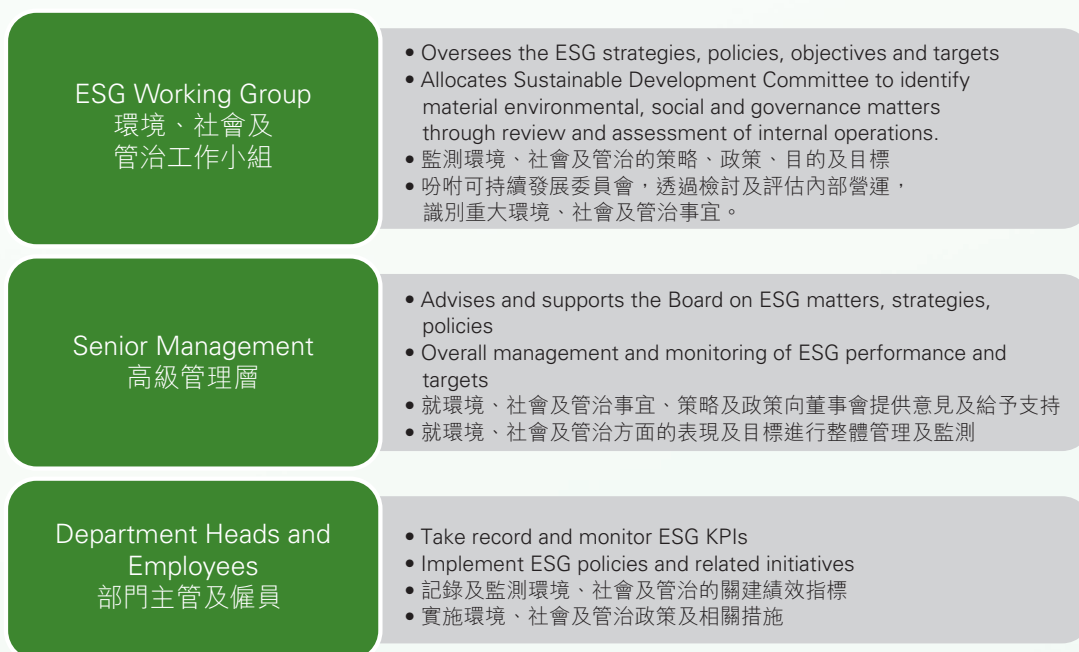 ESG Working Group
環境、社會及
管治工作小組
• Oversees the ESG strategies, policies, objectives and targets
• Allocates Sustainable Development Committee to identify
material environmental, social and governance matters
through review and assessment of internal operations.
• 監測環境、社會及管治的策略、政策、目的及目標
• 吩咐可持續發展委員會，透過檢討及評估內部營運，
識別重大環境、社會及管治事宜。
Senior Management
高級管理層
• Advises and supports the Board on ESG matters, strategies,
policies
• Overall management and monitoring of ESG performance and
targets
• 就環境、社會及管治事宜、策略及政策向董事會提供意見及給予支持
• 就環境、社會及管治方面的表現及目標進行整體管理及監測
Department Heads and
Employees
部門主管及僱員
• Take record and monitor ESG KPIs
• Implement ESG policies and related initiatives
• 記錄及監測環境、社會及管治的關建績效指標
• 實施環境、社會及管治政策及相關措施